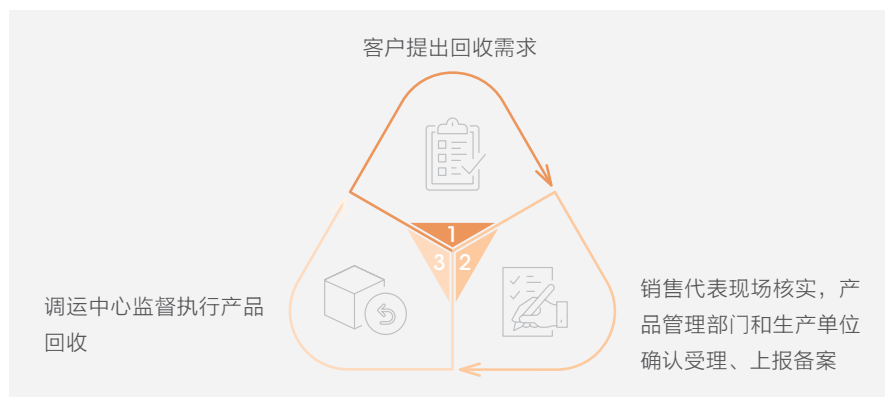 客户提出回收需求
1
3 2
调运中心监督执行产品
回收
销售代表现场核实，产
品管理部门和生产单位
确认受理、上报备案